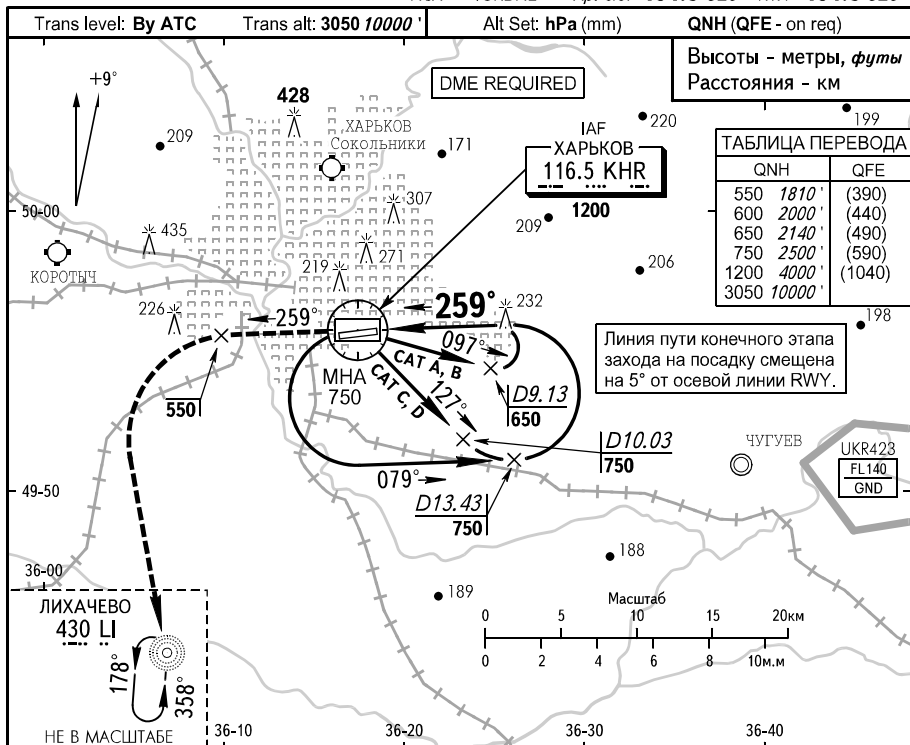 Trans level: By ATC
Trans alt: 3050 10000 '
Alt Set: hPa (mm)
QNH (QFE - on req)
Высоты - метры, футы
Расстояния - км
DME REQUIRED
+9°
428
209
ХАРЬКОВ
Сокольники
171
220
199
IAF
ХАРЬКОВ
116.5 KHR
1200
ТАБЛИЦА ПЕРЕВОДА
QNH QFE
550 1810 ' (390)
600 2000 ' (440)
650 2140 ' (490)
750 2500 ' (590)
1200 4000 ' (1040)
3050 10000 '
50-00
307
209
435
271
219
206
КОРОТЫЧ
226
259°
259°
232
198
097°
CAT A, B
CAT C, D
127°
МНА
750
550
D9.13
650
Линия пути конечного этапа
захода на посадку смещена
на 5° от осевой линии RWY.
D10.03
750
ЧУГУЕВ
UKR423
FL140
GND
079°
D13.43
750
49-50
36-00
188
189
Масштаб
0 5 10 15 20км
0 2 4 6 8 10м.м
ЛИХАЧЕВО
430 LI
178°
358°
НЕ В МАСШТАБЕ
36-10
36-20
36-30
36-40